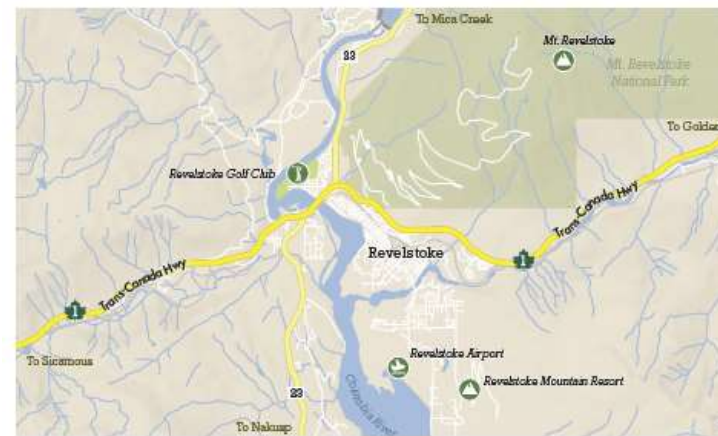 To Mica Creek
Mt. Revelstoke
23
Mt. Revelstoke
National Park
To Golden
Revelstoke Golf Club
Trans-Canada Hwy
Revelstoke
1
Trans-Canada Hwy
1
Revelstoke Airport
To Sicamous
Revelstoke Mountain Resort
23
Columbia River
To Nakusp